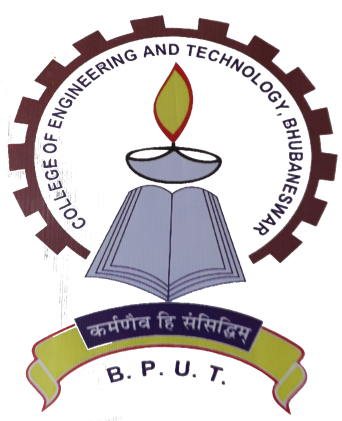 COLLEGE OF ENGINEERING AND TECHNOLOGY, BHUBANESWAR
कर्मणैव हि संसिद्धिम्
B. P. U. T.